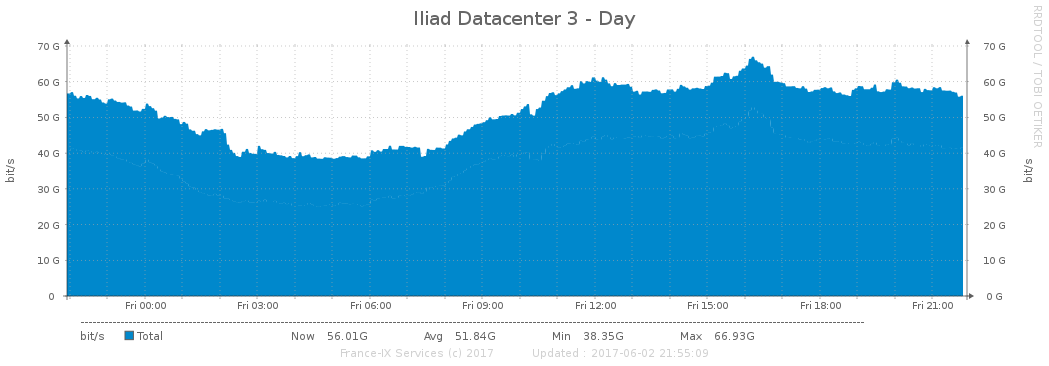 Iliad Datacenter 3 - Day
RRDTOOL / TOBI OETIKER
70 G 70 G
60 G 60 G
50 G 50 G
40 G 40 G
30 G 30 G
20 G 20 G
10 G 10 G
0 0 G
bit/s bit/s
Fri 00:00 Fri 03:00 Fri 06:00 Fri 09:00 Fri 12:00 Fri 15:00 Fri 18:00 Fri 21:00
bit/s Total Now 56.01G Avg 51.84G Min 38.35G Max 66.93G
France-IX Services (c) 2017 Updated : 2017-06-02 21:55:09